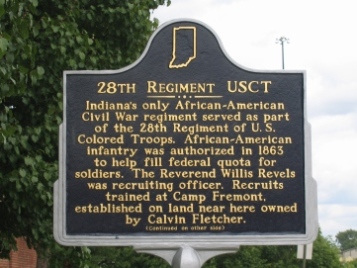 28TH REGIMENT USCT
Indiana's only African-American
Civil War regiment served as part
of the 28th Regiment of U.S.
Colored Troops. African-American
infantry was authorized in 1863
to help fill federal quota for
soldiers. The Reverend Willis Revels
was recruiting officer. Recruits
trained at Camp Fremont,
established on land near here owned
by Calvin Fletcher.
(Continued on other side)